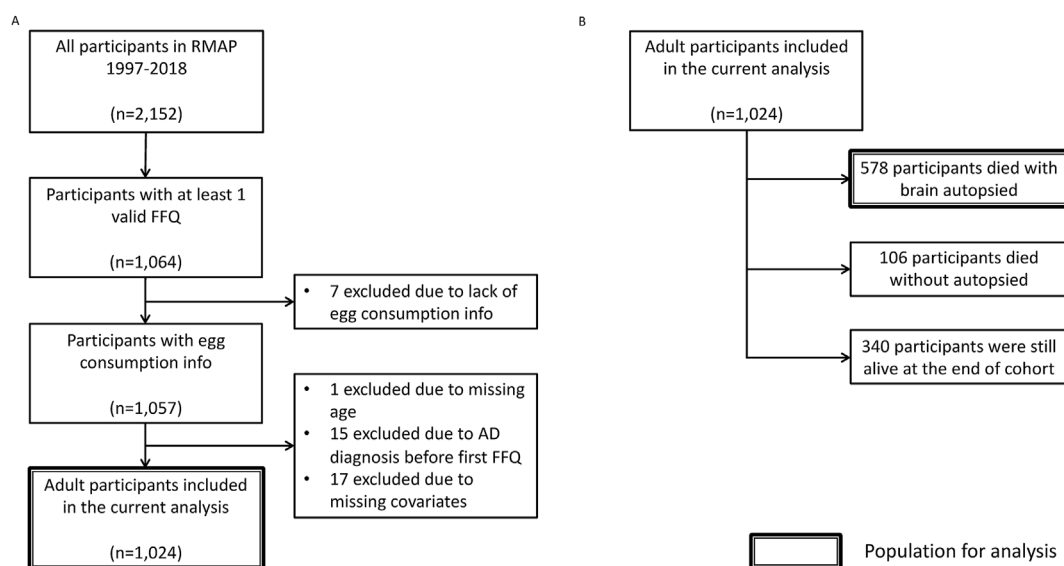 A
All participants in RMAP
1997-2018
(n=2,152)
Participants with at least 1
valid FFQ
(n=1,064)
• 7 excluded due to lack of
egg consumption info
Participants with egg
consumption info
(n=1,057)
• 1 excluded due to missing
age
• 15 excluded due to AD
diagnosis before first FFQ
• 17 excluded due to
missing covariates
Adult participants included
in the current analysis
(n=1,024)
B
Adult participants included
in the current analysis
(n=1,024)
578 participants died with
brain autopsied
106 participants died
without autopsied
340 participants were still
alive at the end of cohort
Population for analysis